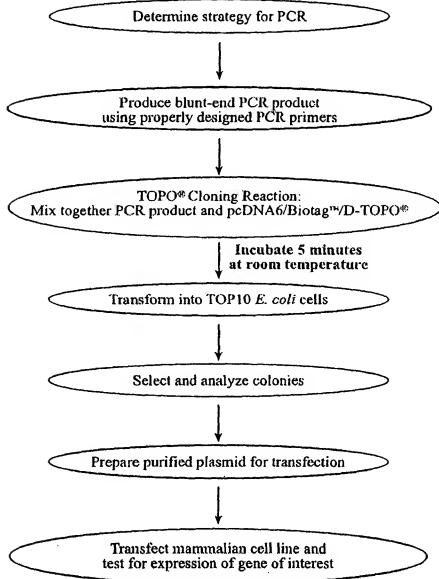 Determine strategy for PCR
Produce blunt-end PCR product
using properly designed PCR primers
TOPO® Cloning Reaction:
Mix together PCR product and pcDNA6/Biotag™/D-TOPO®
Incubate 5 minutes
at room temperature
Transform into TOP10 E. coli cells
Select and analyze colonies
Prepare purified plasmid for transfection
Transfect mammalian cell line and
test for expression of gene of interest